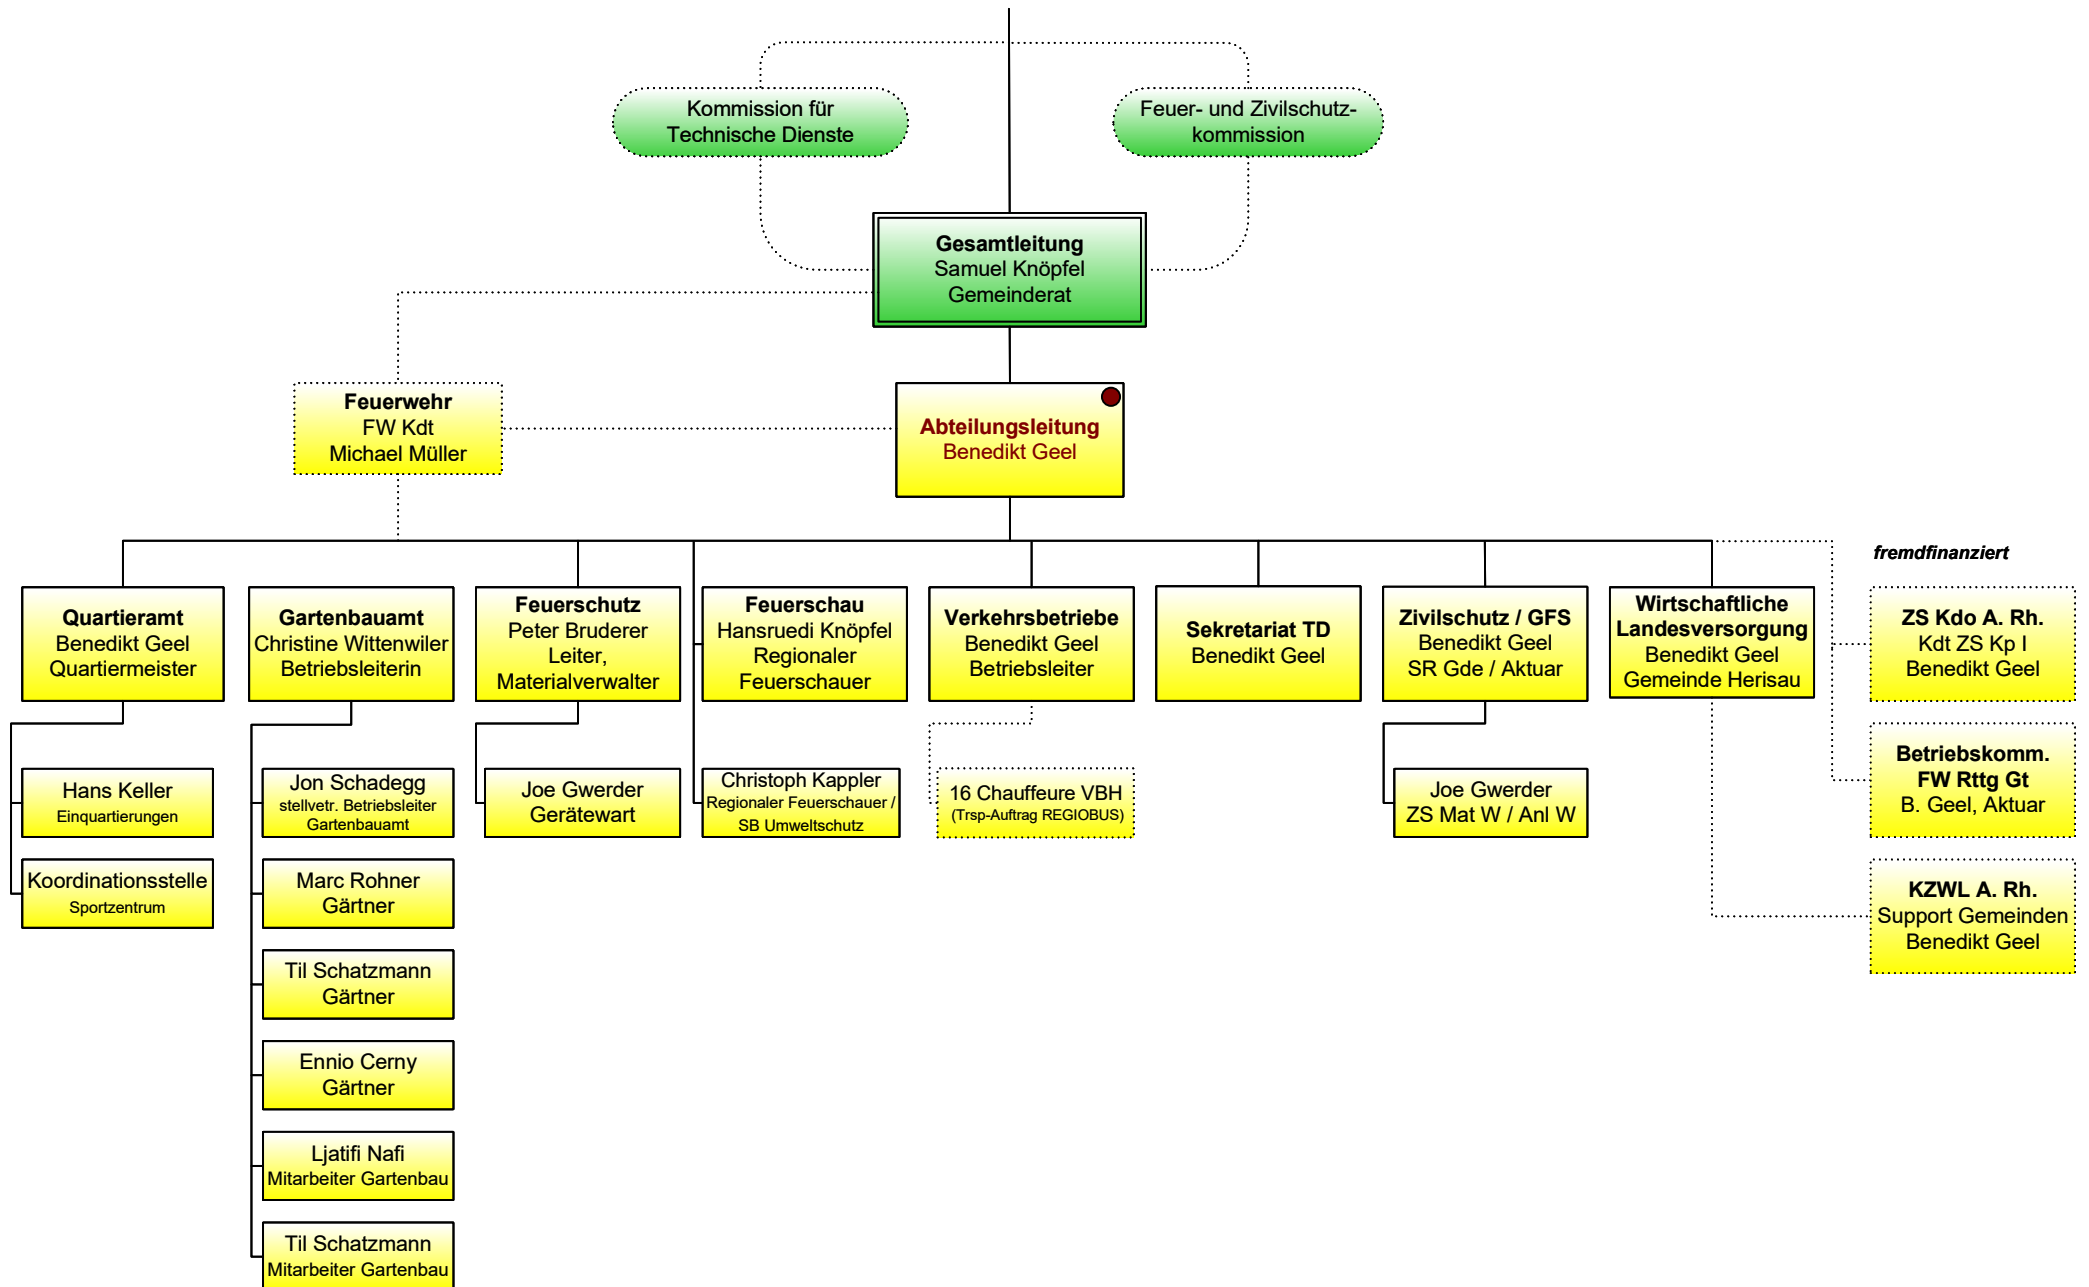 Kommission für
Technische Dienste
Feuer- und Zivilschutz-
kommission
Gesamtleitung
Samuel Knöpfel
Gemeinderat
Feuerwehr
FW Kdt
Michael Müller
Abteilungsleitung
Benedikt Geel
fremdfinanziert
Quartieramt
Benedikt Geel
Quartiermeister
Gartenbauamt
Christine Wittenwiler
Betriebsleiterin
Feuerschutz
Peter Bruderer
Leiter,
Materialverwalter
Feuerschau
Hansruedi Knöpfel
Regionaler
Feuerschauer
Verkehrsbetriebe
Benedikt Geel
Betriebsleiter
Sekretariat TD
Benedikt Geel
Zivilschutz / GFS
Benedikt Geel
SR Gde / Aktuar
Wirtschaftliche
Landesversorgung
Benedikt Geel
Gemeinde Herisau
ZS Kdo A. Rh.
Kdt ZS Kp I
Benedikt Geel
Hans Keller
Einquartierungen
Jon Schadegg
stellvetr. Betriebsleiter
Gartenbauamt
Joe Gwerder
Gerätewart
Christoph Kappler
Regionaler Feuerschauer /
SB Umweltschutz
16 Chauffeure VBH
(Trsp-Auftrag REGIOBUS)
Joe Gwerder
ZS Mat W / Anl W
Betriebskomm.
FW Rttg Gt
B. Geel, Aktuar
Koordinationsstelle
Sportzentrum
Marc Rohner
Gärtner
KZWL A. Rh.
Support Gemeinden
Benedikt Geel
Til Schatzmann
Gärtner
Ennio Cerny
Gärtner
Ljatifi Nafi
Mitarbeiter Gartenbau
Til Schatzmann
Mitarbeiter Gartenbau